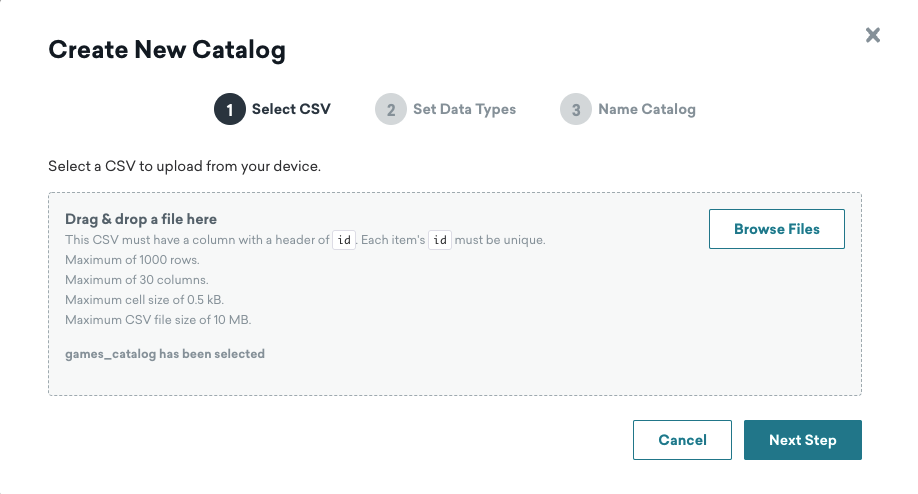 Create New Catalog
1 Select CSV 2 Set Data Types 3 Name Catalog
Select a CSV to upload from your device.
Drag & drop a file here
Browse Files
This CSV must have a column with a header of id. Each item's id must be unique.
Maximum of 1000 rows.
Maximum of 30 columns.
Maximum cell size of 0.5 kB.
Maximum CSV file size of 10 MB.
games_catalog has been selected
Cancel Next Step